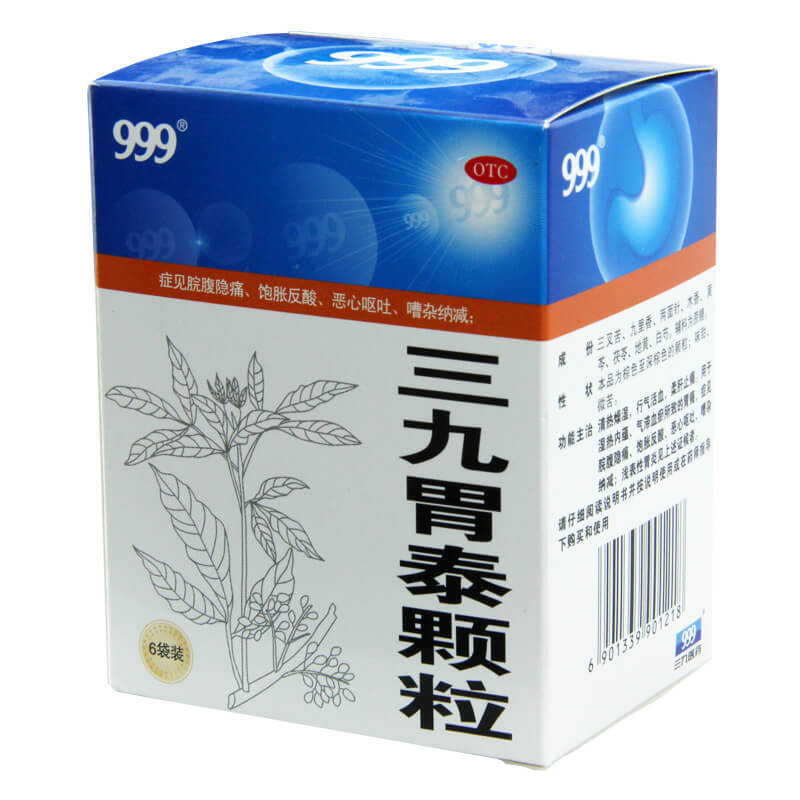 999
999®
OTC
999
999
999
999
症见脘腹隐痛、饱胀反酸、恶心呕吐、嘈杂纳减;
三九胃泰颗粒
6袋装
999®
成 份 三叉苦、九里香、两面针、木香、黄
芩、茯苓、地黄、白芍。辅料为蔗糖。
性 状 本品为棕色至深棕色的颗粒；味甜、
微苦。
功能主治 清热燥湿，行气活血，柔肝止痛。用于
湿热内蕴、气滞血瘀所致的胃痛，症见
脘腹隐痛、饱胀反酸、恶心呕吐、嘈杂
纳减；浅表性胃炎见上述证候者。
请仔细阅读说明书并按说明使用或在药师指导
下购买和使用
6 901339 901218
999
三九医药